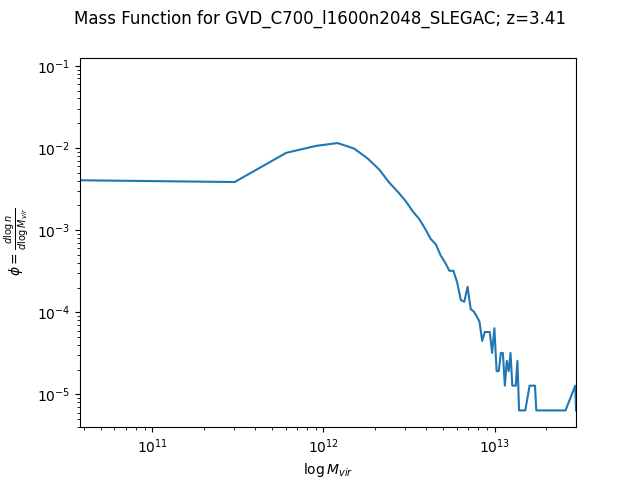 Mass Function for GVD_C700_l1600n2048_SLEGAC; z=3.41
10⁻¹
10⁻²
10⁻³
10⁻⁴
10⁻⁵
ϕ = d log n / d log M_vir
10¹¹ 10¹² 10¹³
log M_vir